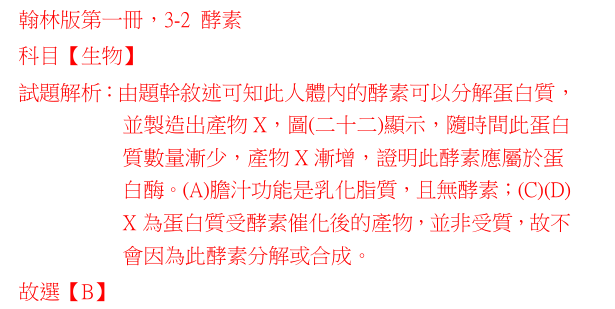 翰林版第一冊，3-2 酵素
科目【生物】
試題解析：由題幹敘述可知此人體內的酵素可以分解蛋白質，
並製造出產物 X，圖(二十二)顯示，隨時間此蛋白
質數量漸少，產物 X 漸增，證明此酵素應屬於蛋
白酶。(A)膽汁功能是乳化脂質，且無酵素；(C)(D)
X 為蛋白質受酵素催化後的產物，並非受質，故不
會因為此酵素分解或合成。
故選【B】